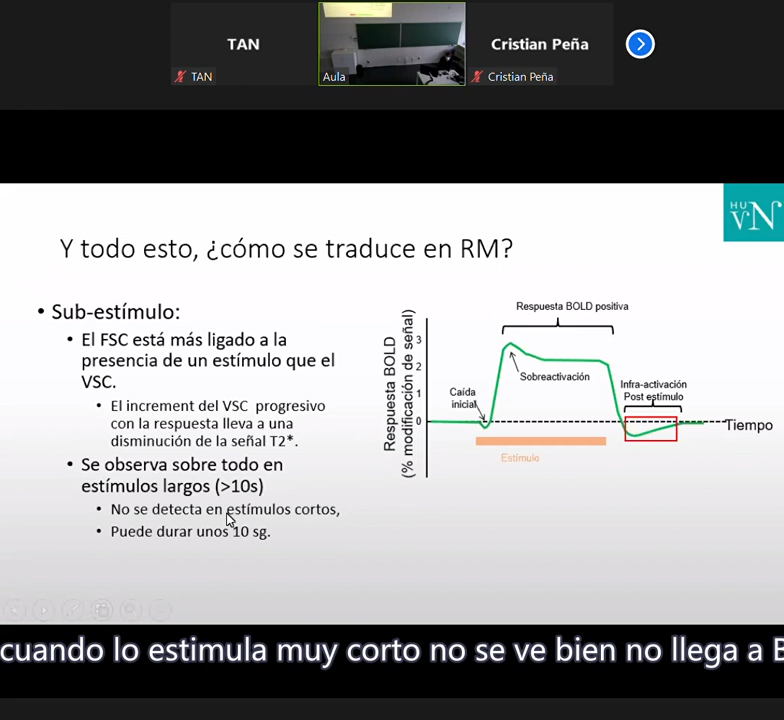 TAN
TAN
Aula
Cristian Peña
Cristian Peña
HU
VN
Y todo esto, ¿cómo se traduce en RM?
• Sub-estímulo:
• El FSC está más ligado a la
presencia de un estímulo que el
VSC.
• El increment del VSC progresivo
con la respuesta lleva a una
disminución de la señal T2*.
• Se observa sobre todo en
estímulos largos (>10s)
• No se detecta en estímulos cortos,
• Puede durar unos 10 sg.
Respuesta BOLD
(% modificación de señal)
3
2
1
0
Respuesta BOLD positiva
Sobreactivación
Caída
inicial
Infra-activación
Post estímulo
Tiempo
Estímulo
cuando lo estimula muy corto no se ve bien no llega a B